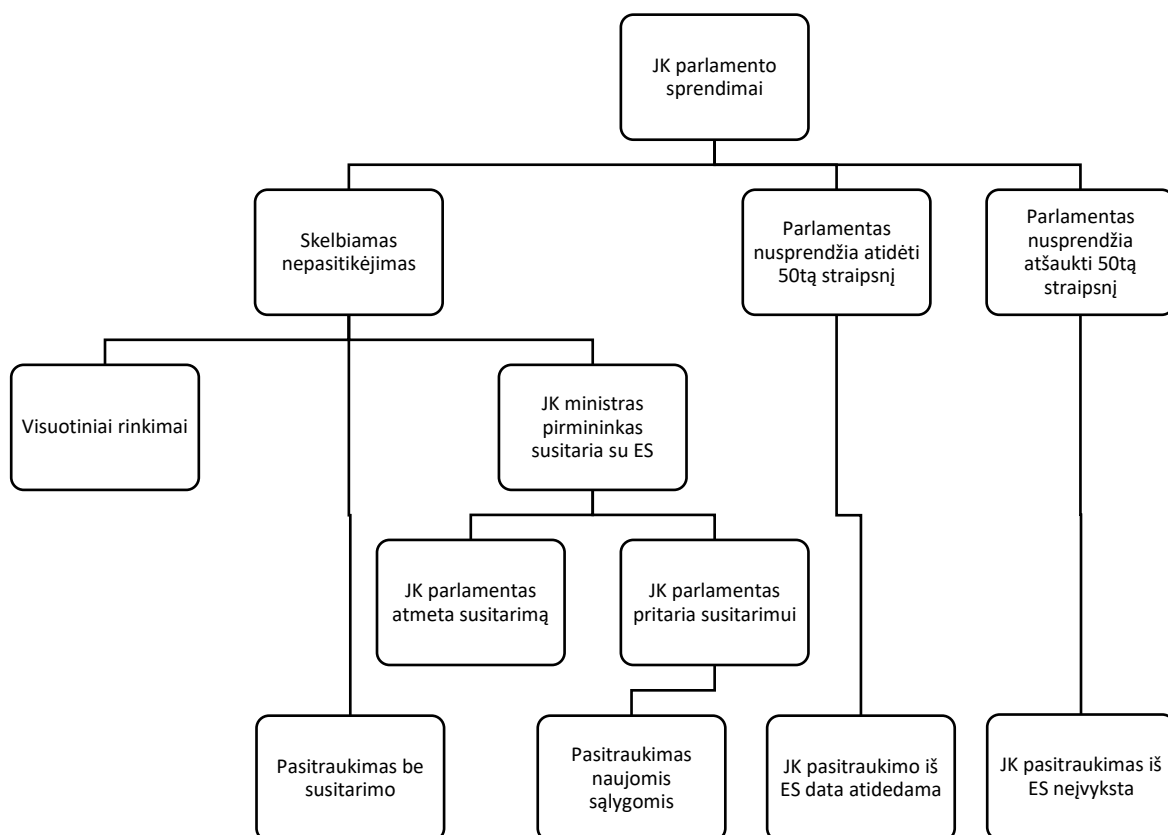 JK parlamento
sprendimai
Skelbiamas
nepasitikėjimas
Parlamentas
nusprendžia atidėti
50tą straipsnį
Parlamentas
nusprendžia
atšaukti 50tą
straipsnį
Visuotiniai rinkimai
JK ministras
pirmininkas
susitaria su ES
JK parlamentas
atmeta susitarimą
JK parlamentas
pritaria susitarimui
Pasitraukimas be
susitarimo
Pasitraukimas
naujomis
sąlygomis
JK pasitraukimo iš
ES data atidedama
JK pasitraukimas iš
ES neįvyksta